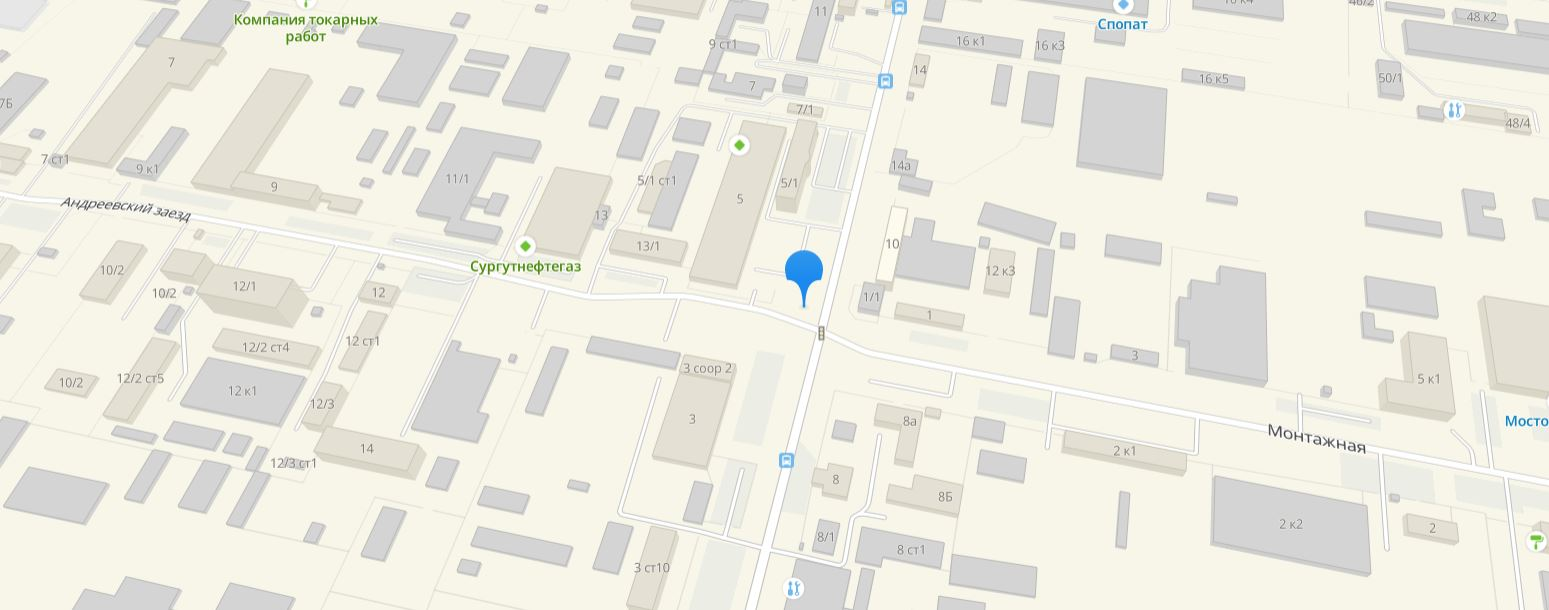 Компания токарных
работ
11
Спопат
16 к4
46/2
48 к2
9 ст1
16 к1
16 к3
7
7
14
16 к5
50/1
7Б
7/1
48/4
7 ст1
9 к1
14а
9
11/1
5/1 ст1
5
5/1
Андреевский заезд
13
13/1
10
12 к3
Сургутнефтегаз
10/2
10/2
12/1
12
1/1
1
12/2 ст4
12 ст1
3
3 соор 2
10/2
12/2 ст5
12 к1
12/3
5 к1
3
8а
Мосто
Монтажная
14
2 к1
12/3 ст1
8
8Б
2 к2
2
8/1
8 ст1
3 ст10